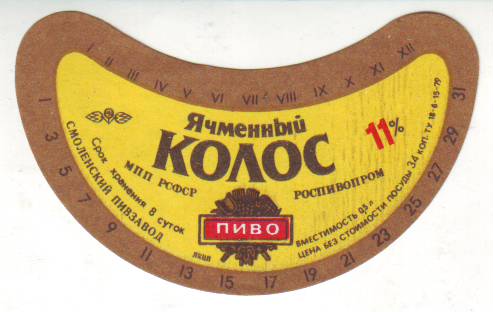 I II III IV V VI VII VIII IX X XI XII
Ячменный
КОЛОС
11%
МПП РСФСР
РОСПИВОПРОМ
ПИВО
Срок хранения 8 суток
СМОЛЕНСКИЙ ПИВЗАВОД
ВМЕСТИМОСТЬ 0,5 л
ЦЕНА БЕЗ СТОИМОСТИ ПОСУДЫ 34 КОП. ТУ 18-6-15-79
1 3 5 7 9 11 13 15 17 19 21 23 25 27 29 31